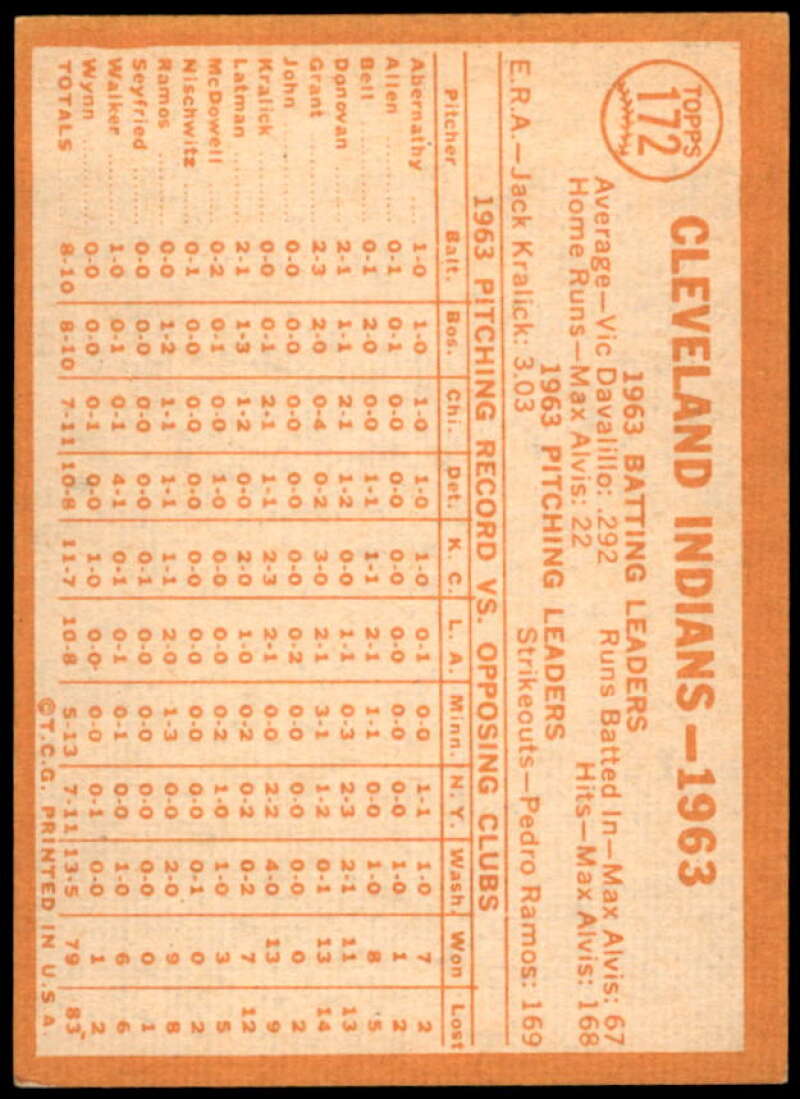 TOPPS
172
CLEVELAND INDIANS—1963
1963 BATTING LEADERS
Average—Vic Davalillo: .292 Runs Batted In—Max Alvis: 67
Home Runs—Max Alvis: 22 Hits—Max Alvis: 168
1963 PITCHING LEADERS
E.R.A.—Jack Kralick: 3.03 Strikeouts—Pedro Ramos: 169
1963 PITCHING RECORD VS. OPPOSING CLUBS
Pitcher Balt. Bos. Chi. Det. K. C. L. A. Minn. N. Y. Wash. Won Lost
Abernathy .... 1-0 1-0 1-0 1-0 1-0 0-1 0-0 1-1 1-0 7 2
Allen ........ 0-1 0-1 0-0 0-0 0-0 0-0 0-0 0-0 1-0 1 2
Bell ........ 0-1 2-0 0-0 1-1 1-1 2-1 1-1 0-0 1-0 8 5
Donovan ...... 2-1 1-1 2-1 1-2 0-0 1-1 0-3 2-3 2-1 11 13
Grant ........ 2-3 2-0 0-4 0-2 3-0 2-1 3-1 1-2 0-1 13 14
John ........ 0-0 0-0 0-0 0-0 0-0 0-2 0-0 0-0 0-0 0 2
Kralick ...... 0-0 0-1 2-1 1-1 2-3 2-1 0-0 2-2 4-0 13 9
Latman ...... 2-1 1-3 1-2 0-0 2-0 1-0 0-2 0-2 0-2 7 12
McDowell .... 0-2 0-1 0-0 1-0 0-0 0-0 0-2 1-0 1-0 3 5
Nischwitz .... 0-1 0-0 0-0 0-0 0-0 0-0 0-0 0-0 0-1 0 2
Ramos ........ 0-0 1-2 1-1 1-1 1-1 2-0 1-3 0-0 2-0 9 8
Seyfried ...... 0-0 0-0 0-0 0-0 0-1 0-0 0-0 0-0 0-0 0 1
Walker ...... 1-0 0-1 0-1 4-1 0-1 0-1 0-1 0-0 1-0 6 6
Wynn ........ 0-0 0-0 0-1 0-0 1-0 0-0 0-0 0-1 0-0 1 2
TOTALS ...... 8-10 8-10 7-11 10-8 11-7 10-8 5-13 7-11 13-5 79 83
©T.C.G. PRINTED IN U.S.A.